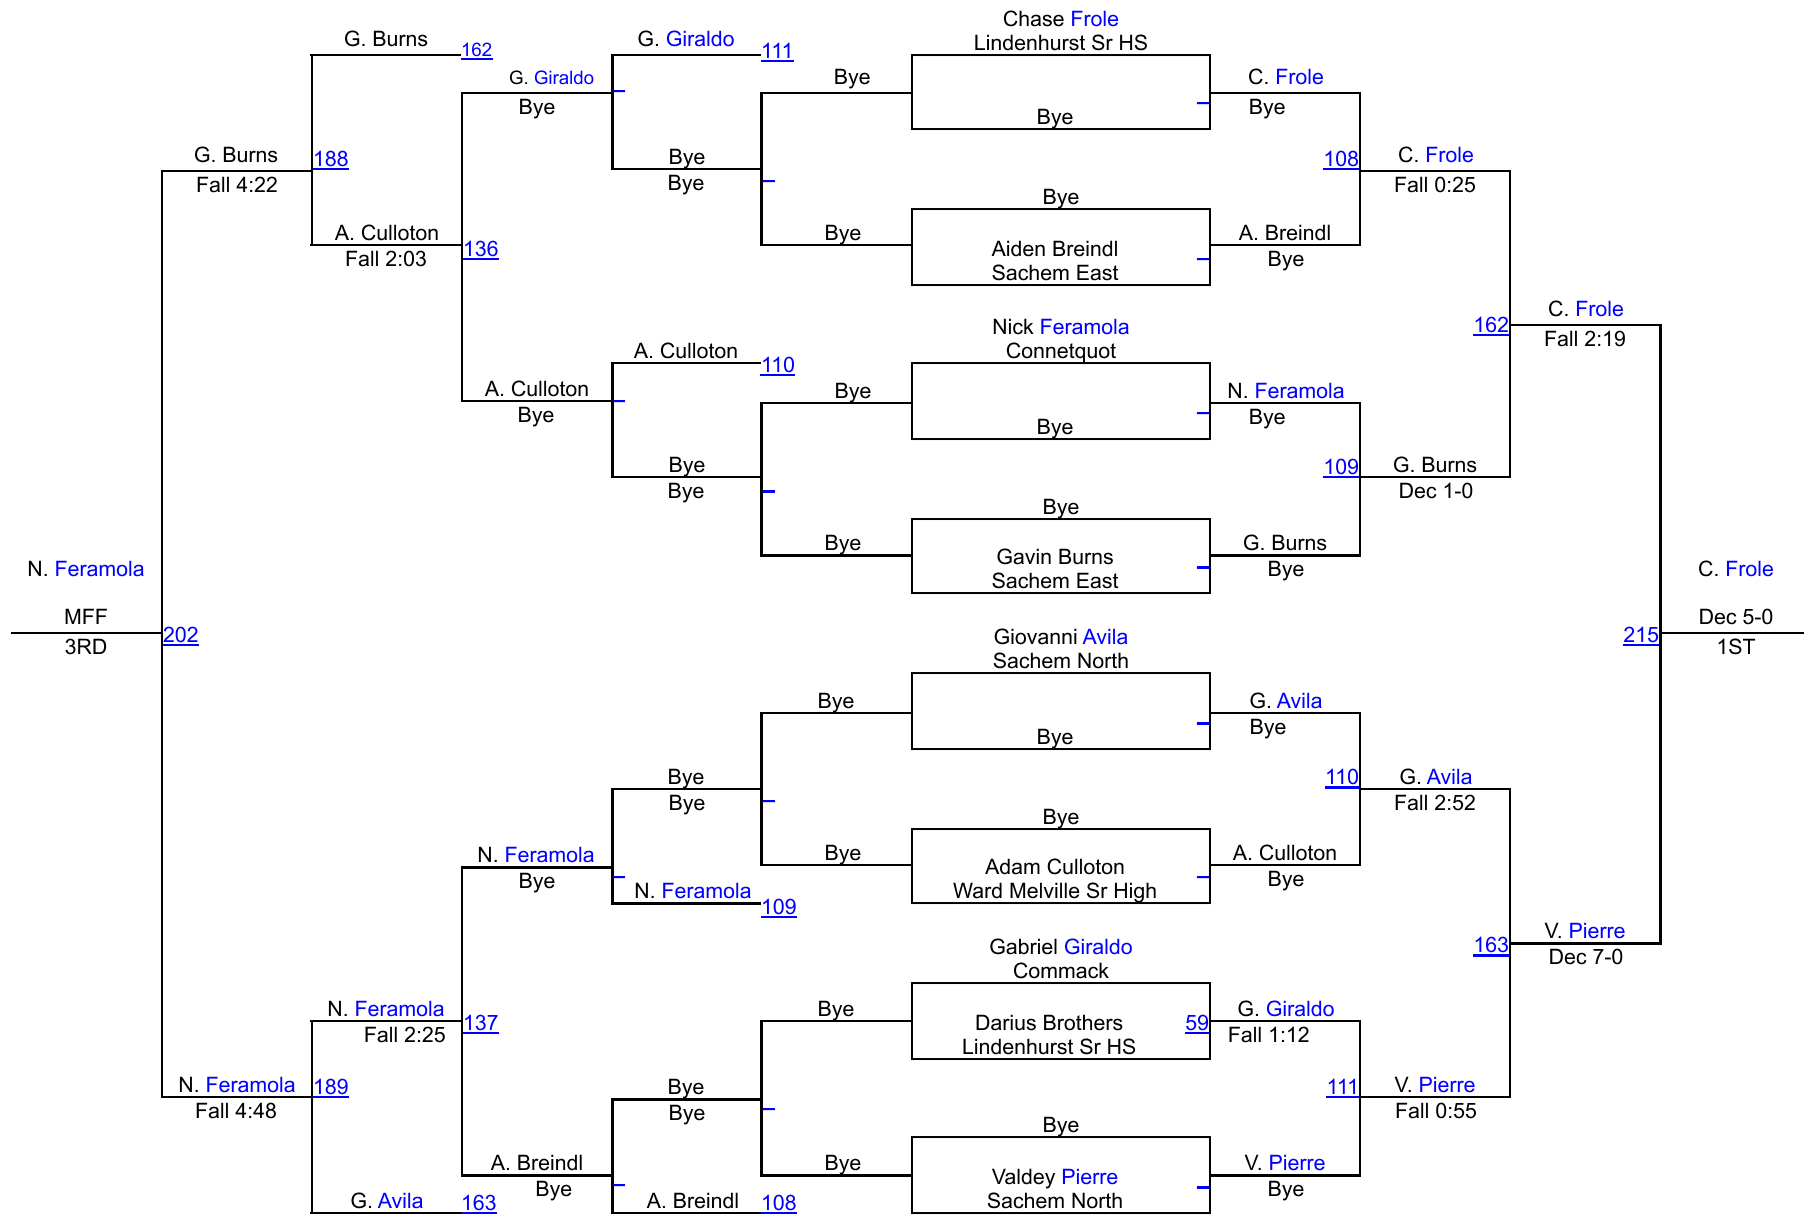 Chase Frole
Lindenhurst Sr HS
G. Burns
162
G. Giraldo
111
G. Giraldo
Bye
Bye
Bye
C. Frole
Bye
G. Burns
188
Fall 4:22
Bye
Bye
108
C. Frole
Fall 0:25
Bye
A. Culloton
Fall 2:03
136
Bye
Aiden Breindl
Sachem East
A. Breindl
Bye
Nick Feramola
Connetquot
162
C. Frole
Fall 2:19
A. Culloton
110
A. Culloton
Bye
Bye
Bye
N. Feramola
Bye
Bye
Bye
109
G. Burns
Dec 1-0
Bye
Bye
Gavin Burns
Sachem East
G. Burns
Bye
N. Feramola
MFF
3RD
202
C. Frole
Dec 5-0
1ST
215
Giovanni Avila
Sachem North
Bye
Bye
G. Avila
Bye
Bye
Bye
110
G. Avila
Fall 2:52
Bye
N. Feramola
Bye
Bye
Adam Culloton
Ward Melville Sr High
A. Culloton
Bye
N. Feramola
109
Gabriel Giraldo
Commack
163
V. Pierre
Dec 7-0
N. Feramola
Fall 2:25
137
Bye
Darius Brothers
Lindenhurst Sr HS
59
G. Giraldo
Fall 1:12
N. Feramola
189
Fall 4:48
Bye
Bye
111
V. Pierre
Fall 0:55
Bye
A. Breindl
Bye
Bye
Valdey Pierre
Sachem North
V. Pierre
Bye
G. Avila
163
A. Breindl
108